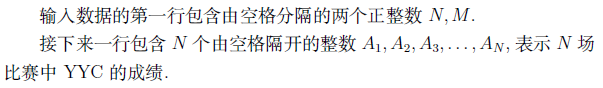 输入数据的第一行包含由空格分隔的两个正整数 N, M.
接下来一行包含 N 个由空格隔开的整数 A₁, A₂, A₃, . . . , A_N, 表示 N 场
比赛中 YYC 的成绩.